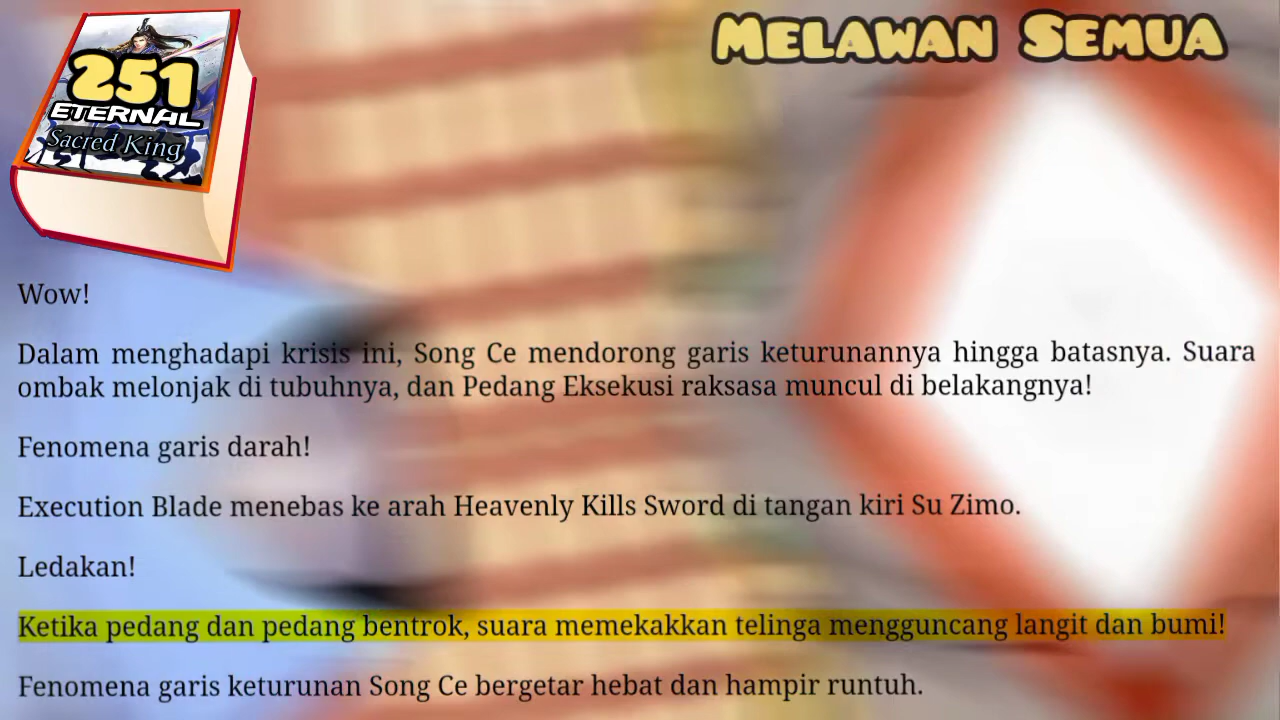 251
ETERNAL
Sacred King
MELAWAN SEMUA
Wow!
Dalam menghadapi krisis ini, Song Ce mendorong garis keturunannya hingga batasnya. Suara
ombak melonjak di tubuhnya, dan Pedang Eksekusi raksasa muncul di belakangnya!
Fenomena garis darah!
Execution Blade menebas ke arah Heavenly Kills Sword di tangan kiri Su Zimo.
Ledakan!
Ketika pedang dan pedang bentrok, suara memekakkan telinga mengguncang langit dan bumi!
Fenomena garis keturunan Song Ce bergetar hebat dan hampir runtuh.